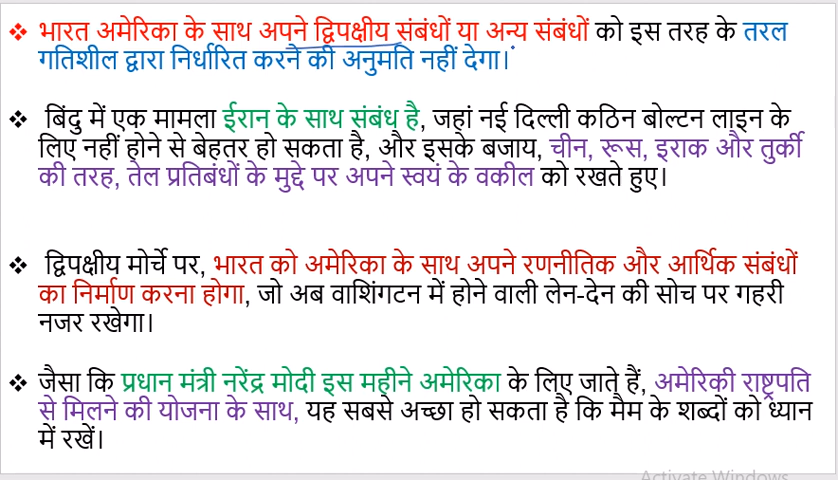 ❖ भारत अमेरिका के साथ अपने द्विपक्षीय संबंधों या अन्य संबंधों को इस तरह के तरल
गतिशील द्वारा निर्धारित करने की अनुमति नहीं देगा।
❖ बिंदु में एक मामला ईरान के साथ संबंध है, जहां नई दिल्ली कठिन बोल्टन लाइन के
लिए नहीं होने से बेहतर हो सकता है, और इसके बजाय, चीन, रूस, इराक और तुर्की
की तरह, तेल प्रतिबंधों के मुद्दे पर अपने स्वयं के वकील को रखते हुए।
❖ द्विपक्षीय मोर्चे पर, भारत को अमेरिका के साथ अपने रणनीतिक और आर्थिक संबंधों
का निर्माण करना होगा, जो अब वाशिंगटन में होने वाली लेन-देन की सोच पर गहरी
नजर रखेगा।
❖ जैसा कि प्रधान मंत्री नरेंद्र मोदी इस महीने अमेरिका के लिए जाते हैं, अमेरिकी राष्ट्रपति
से मिलने की योजना के साथ, यह सबसे अच्छा हो सकता है कि मैम के शब्दों को ध्यान
में रखें।
Activate Windows